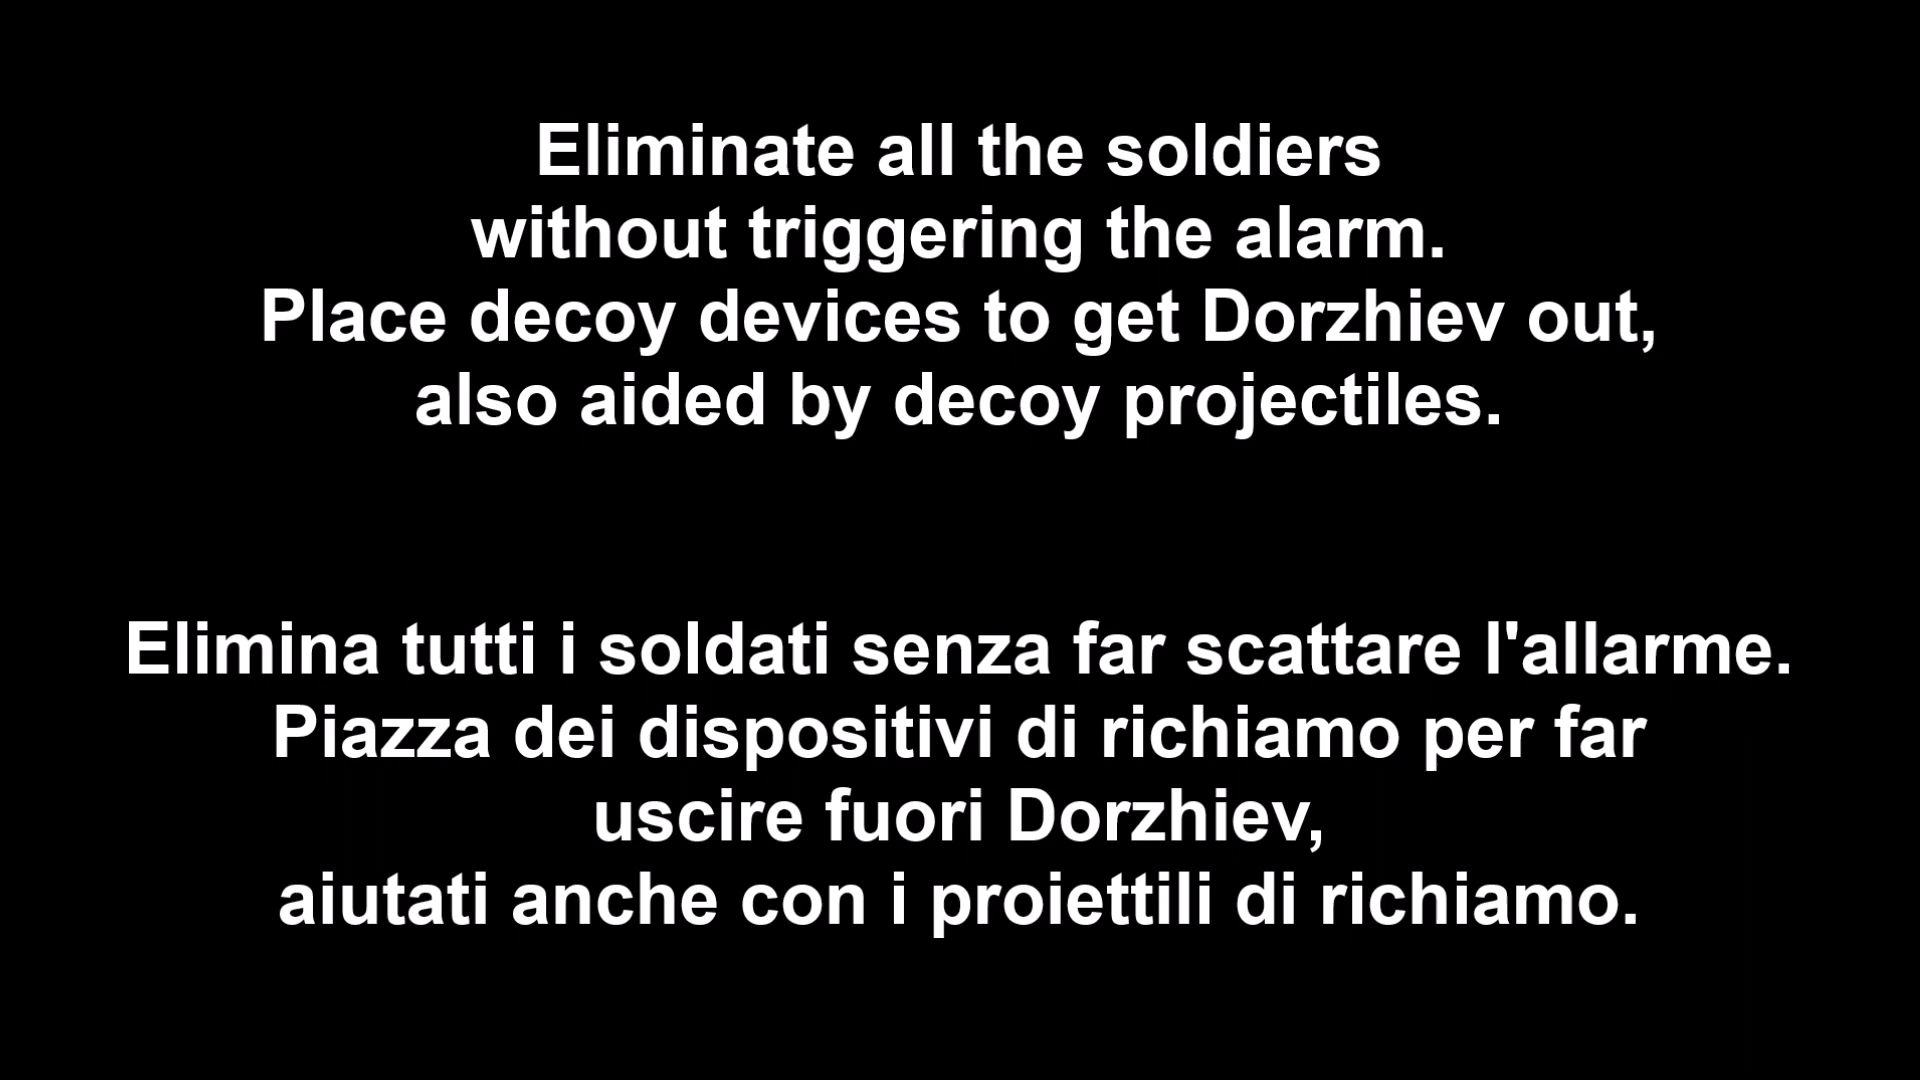 Eliminate all the soldiers
without triggering the alarm.
Place decoy devices to get Dorzhiev out,
also aided by decoy projectiles.
Elimina tutti i soldati senza far scattare l'allarme.
Piazza dei dispositivi di richiamo per far
uscire fuori Dorzhiev,
aiutati anche con i proiettili di richiamo.